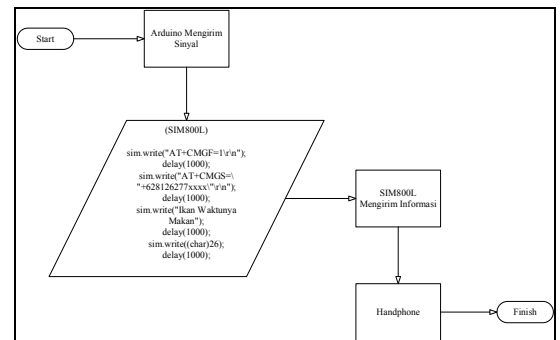 Start
Arduino Mengirim
Sinyal
(SIM800L)
sim.write("AT+CMGF=1\r\n");
delay(1000);
sim.write("AT+CMGS=\
"+628126277xxxx\"\r\n");
delay(1000);
sim.write("Ikan Waktunya
Makan");
delay(1000);
sim.write((char)26);
delay(1000);
SIM800L
Mengirim Informasi
Handphone
Finish